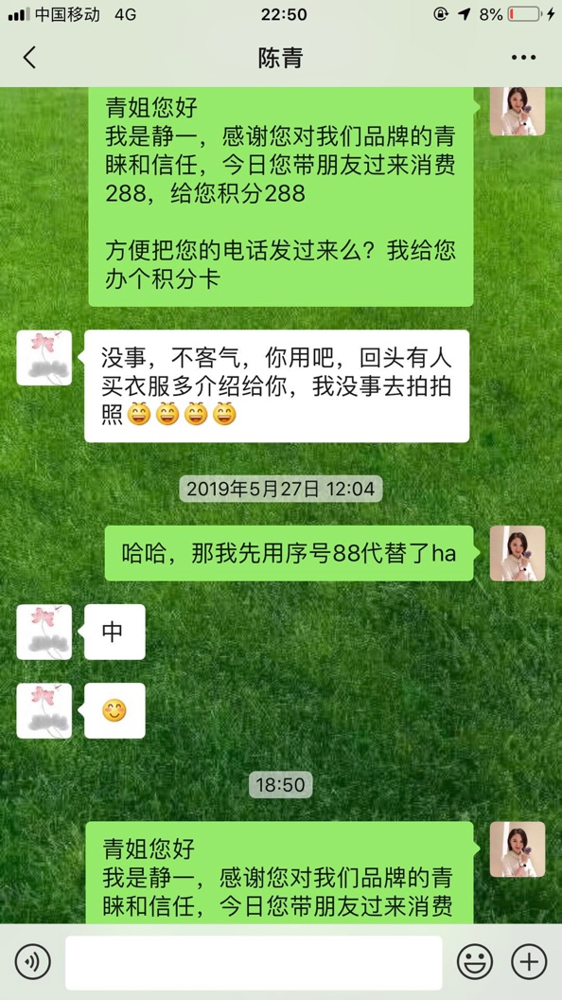 中国移动 4G 22:50 8%
陈青
青姐您好
我是静一，感谢您对我们品牌的青
睐和信任，今日您带朋友过来消费
288，给您积分288
方便把您的电话发过来么？我给您
办个积分卡
没事，不客气，你用吧，回头有人
买衣服多介绍给你，我没事去拍拍
照😄😄😄😄
2019年5月27日 12:04
哈哈，那我先用序号88代替了ha
中
😊
18:50
青姐您好
我是静一，感谢您对我们品牌的青
睐和信任，今日您带朋友过来消费